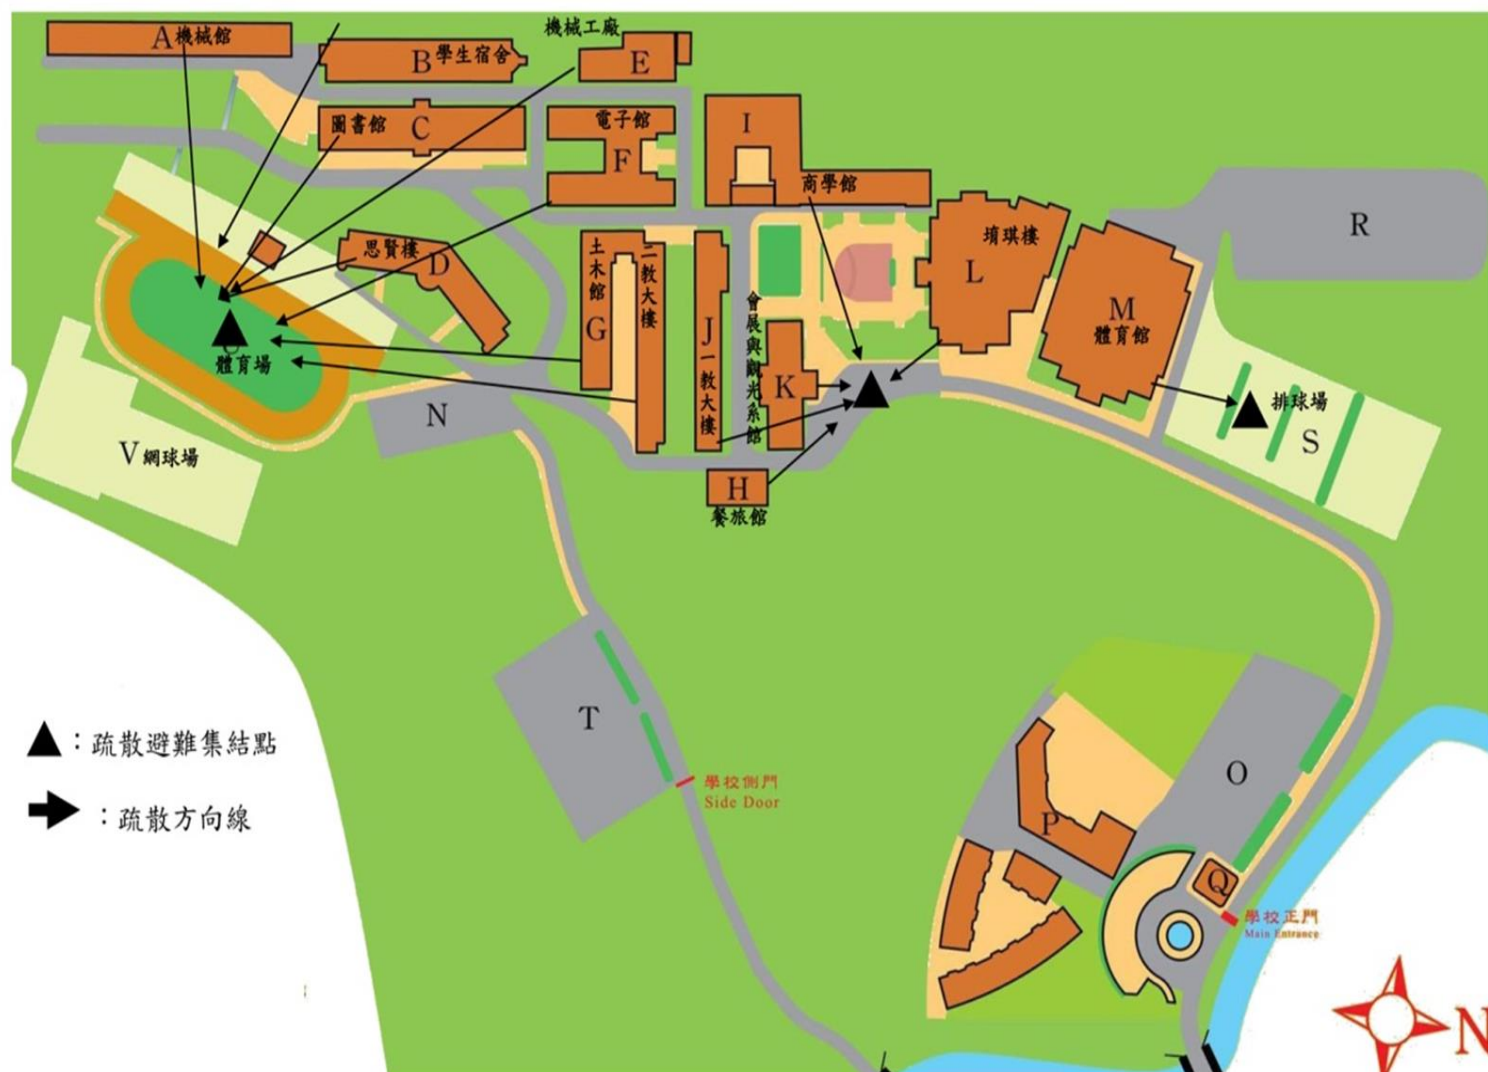 A 機械館
B 學生宿舍
機械工廠
E
圖書館 C
電子館
F
I
商學館
思賢樓
D
土木館
G
二教大樓
J
一教大樓
會展與觀光系館
K
H
餐旅館
L
堉琪樓
M
體育館
R
排球場
S
體育場
N
V 網球場
T
學校側門
Side Door
O
P
Q
學校正門
Main Entrance
▲：疏散避難集結點
➡：疏散方向線
N